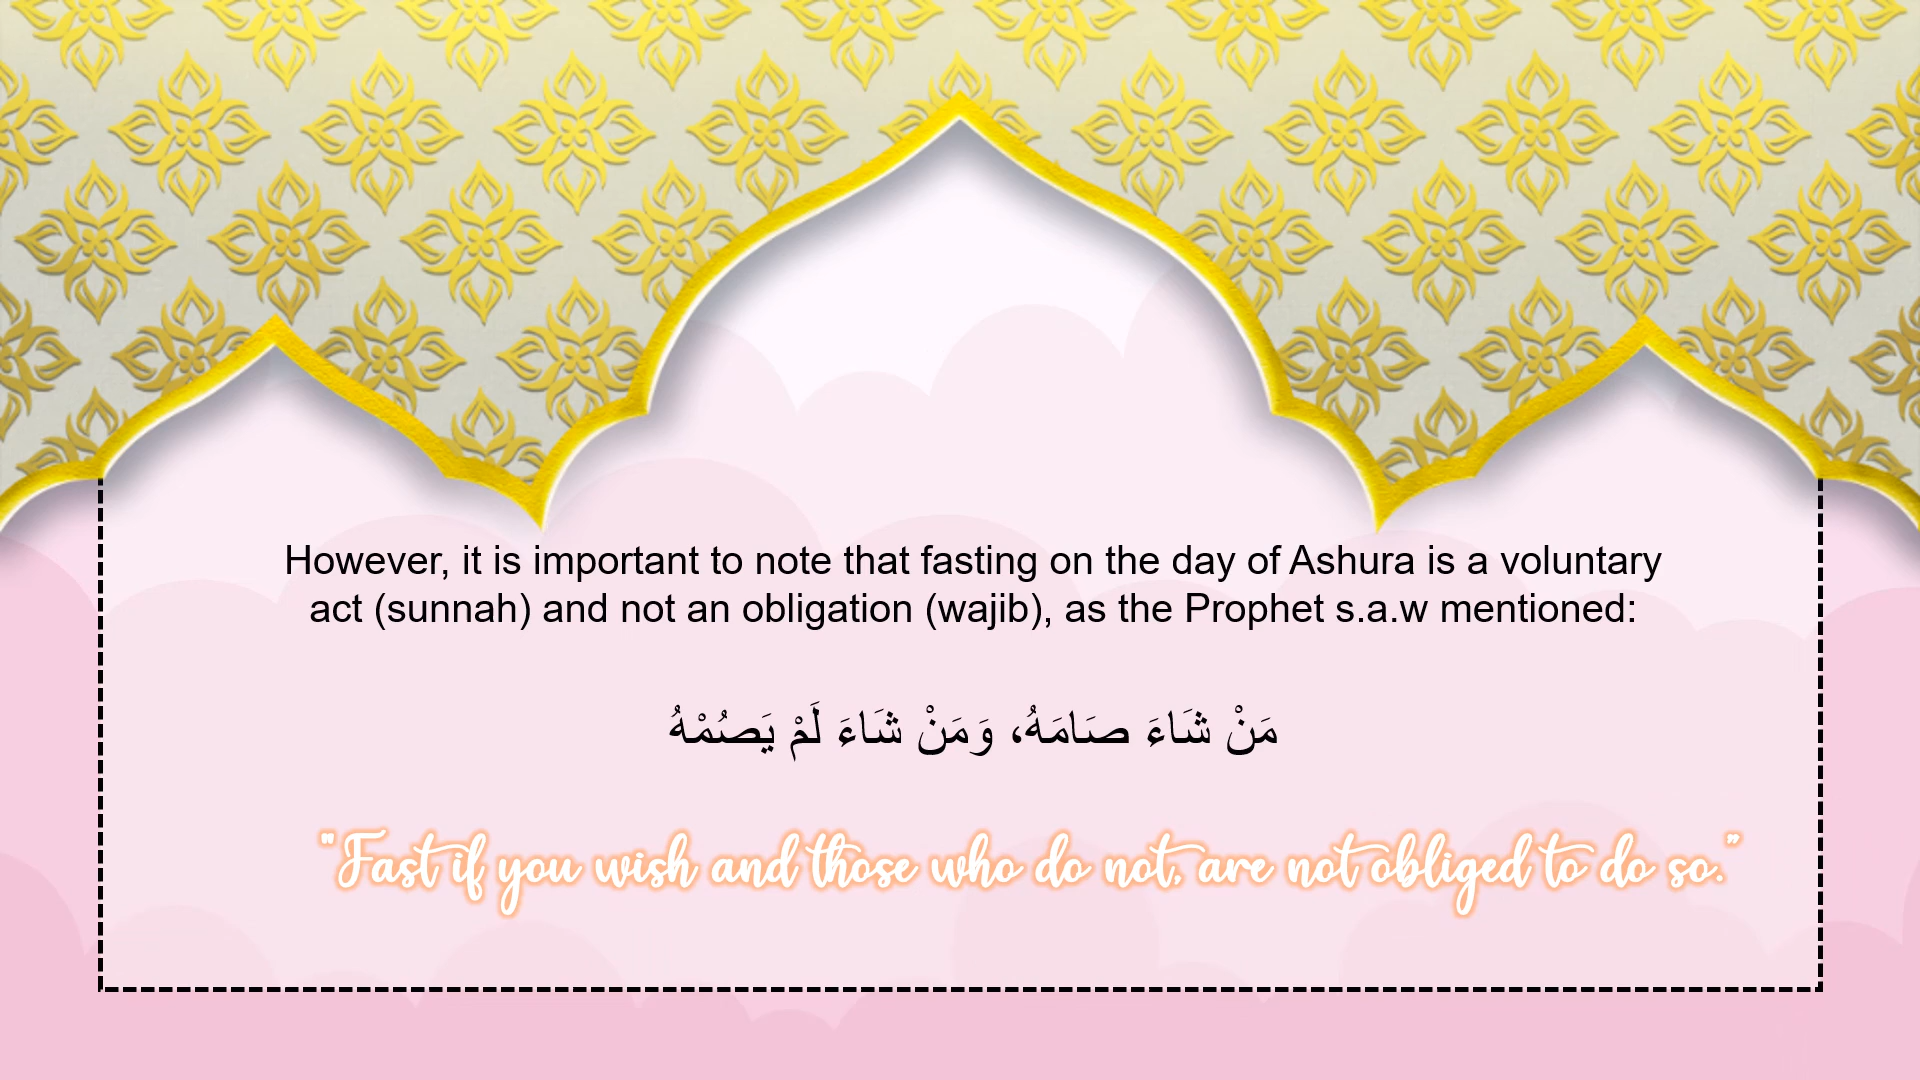 However, it is important to note that fasting on the day of Ashura is a voluntary
act (sunnah) and not an obligation (wajib), as the Prophet s.a.w mentioned:
مَنْ شَاءَ صَامَهُ، وَمَنْ شَاءَ لَمْ يَصُمْهُ
"Fast if you wish and those who do not, are not obliged to do so."